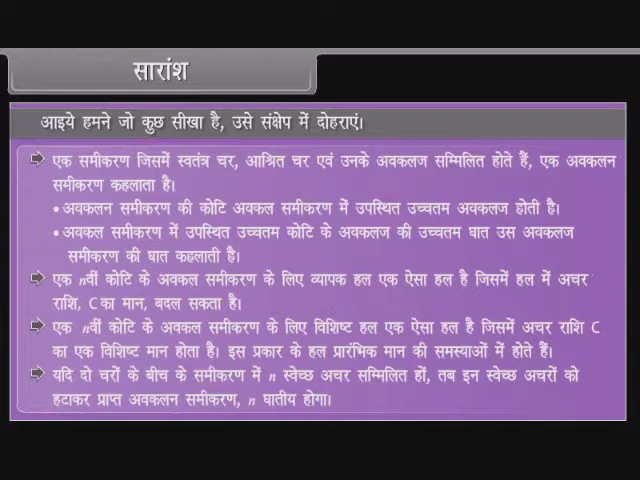 सारांश
आइये हमने जो कुछ सीखा है, उसे संक्षेप में दोहराएं।
एक समीकरण जिसमें स्वतंत्र चर, आश्रित चर एवं उनके अवकलज सम्मिलित होते हैं, एक अवकलन
समीकरण कहलाता है।
•अवकलन समीकरण की कोटि अवकल समीकरण में उपस्थित उच्चतम अवकलज होती है।
•अवकल समीकरण में उपस्थित उच्चतम कोटि के अवकलज की उच्चतम घात उस अवकलज
समीकरण की घात कहलाती है।
एक nवीं कोटि के अवकल समीकरण के लिए व्यापक हल एक ऐसा हल है जिसमें हल में अचर
राशि, C का मान, बदल सकता है।
एक nवीं कोटि के अवकल समीकरण के लिए विशिष्ट हल एक ऐसा हल है जिसमें अचर राशि C
का एक विशिष्ट मान होता है। इस प्रकार के हल प्रारंभिक मान की समस्याओं में होते हैं।
यदि दो चरों के बीच के समीकरण में n स्वेच्छ अचर सम्मिलित हों, तब इन स्वेच्छ अचरों को
हटाकर प्राप्त अवकलन समीकरण, n घातीय होगा।